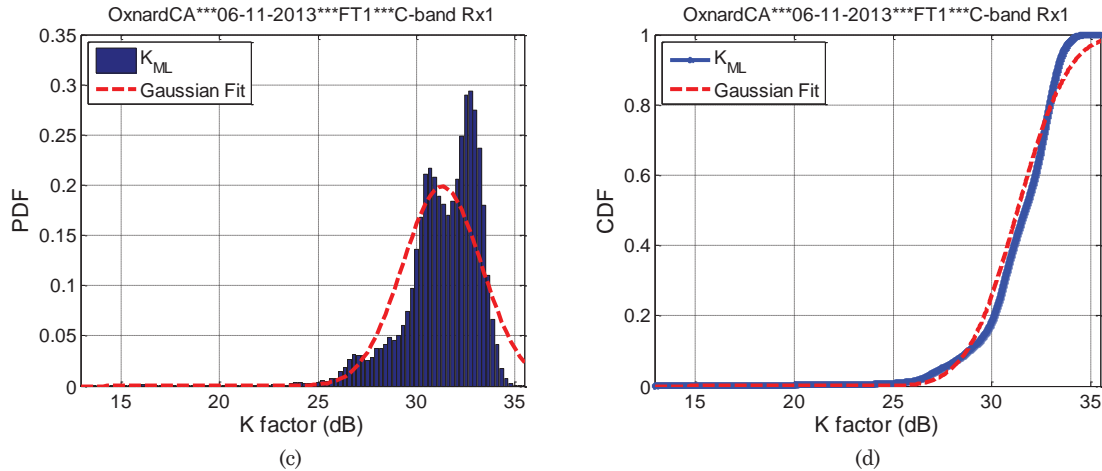 OxnardCA***06-11-2013***FT1***C-band Rx1
0.35
0.3
0.25
0.2
0.15
0.1
0.05
0
PDF
K_ML
Gaussian Fit
15 20 25 30 35
K factor (dB)
(c)
OxnardCA***06-11-2013***FT1***C-band Rx1
1
0.8
0.6
0.4
0.2
0
CDF
K_ML
Gaussian Fit
15 20 25 30 35
K factor (dB)
(d)